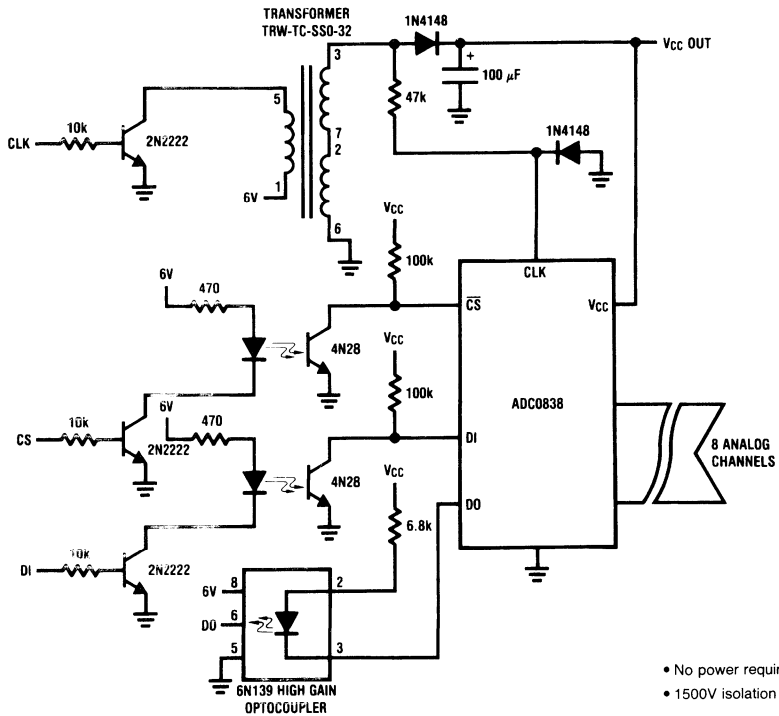 TRANSFORMER
TRW-TC-SSO-32
1N4148
VCC OUT
3
+
100 µF
5
47k
10k
2N2222
CLK
7
2
1N4148
1
6V
VCC
6
100k
CLK
6V
470
CS
VCC
4N28
VCC
100k
ADC0838
10k
6V
470
CS
2N2222
DI
8 ANALOG
CHANNELS
4N28
VCC
DO
6.8k
10k
DI
2N2222
8
2
6V
DO
6
5
3
6N139 HIGH GAIN
OPTOCOUPLER
• No power requi
• 1500V isolation